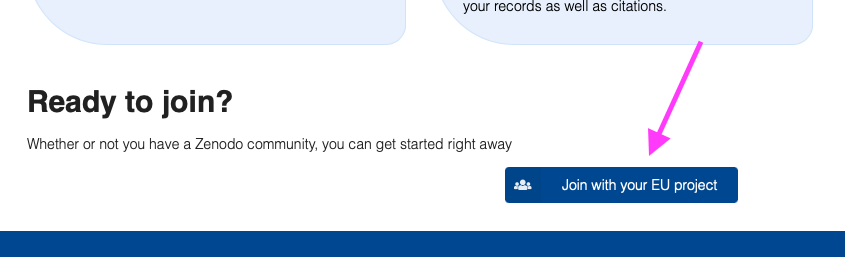 your records as well as citations.
Ready to join?
Whether or not you have a Zenodo community, you can get started right away
Join with your EU project